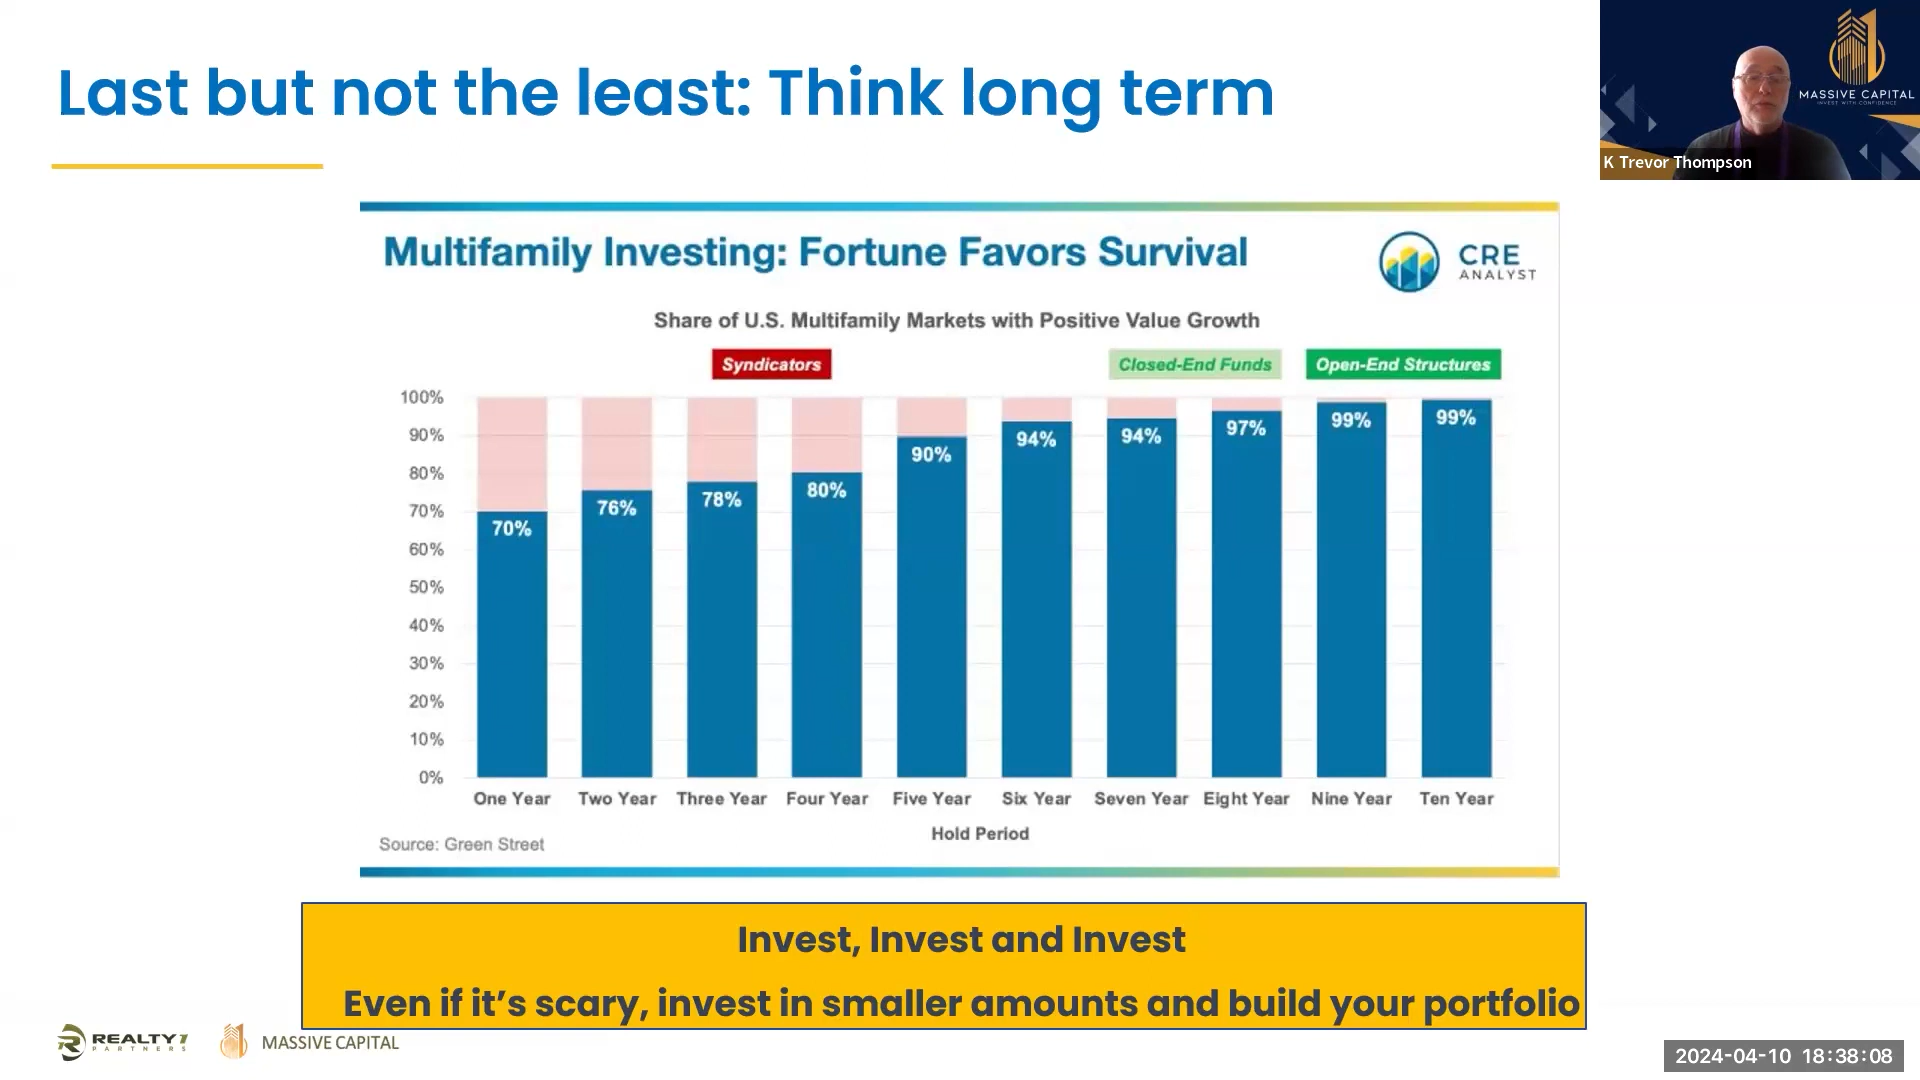 Last but not the least: Think long term
MASSIVE CAPITAL
INVEST WITH CONFIDENCE
K Trevor Thompson
Multifamily Investing: Fortune Favors Survival
CRE
ANALYST
Share of U.S. Multifamily Markets with Positive Value Growth
Syndicators
Closed-End Funds
Open-End Structures
100%
90%
80%
70%
60%
50%
40%
30%
20%
10%
0%
70%
76%
78%
80%
90%
94%
94%
97%
99%
99%
One Year
Two Year
Three Year
Four Year
Five Year
Six Year
Seven Year
Eight Year
Nine Year
Ten Year
Hold Period
Source: Green Street
Invest, Invest and Invest
Even if it’s scary, invest in smaller amounts and build your portfolio
REALTY1
PARTNERS
MASSIVE CAPITAL
2024-04-10 18:38:08